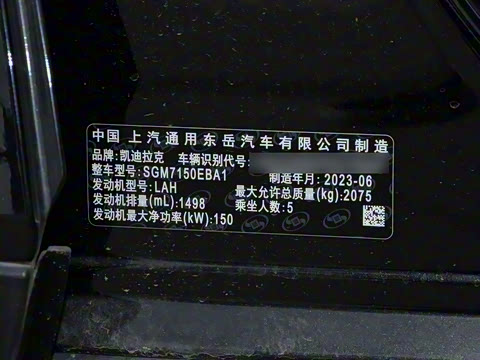 中国 上汽通用东岳汽车有限公司制造
品牌:凯迪拉克 车辆识别代号:
整车型号:SGM7150EBA1 制造年月:2023-06
发动机型号:LAH 最大允许总质量(kg):2075
发动机排量(mL):1498 乘坐人数:5
发动机最大净功率(kW):150